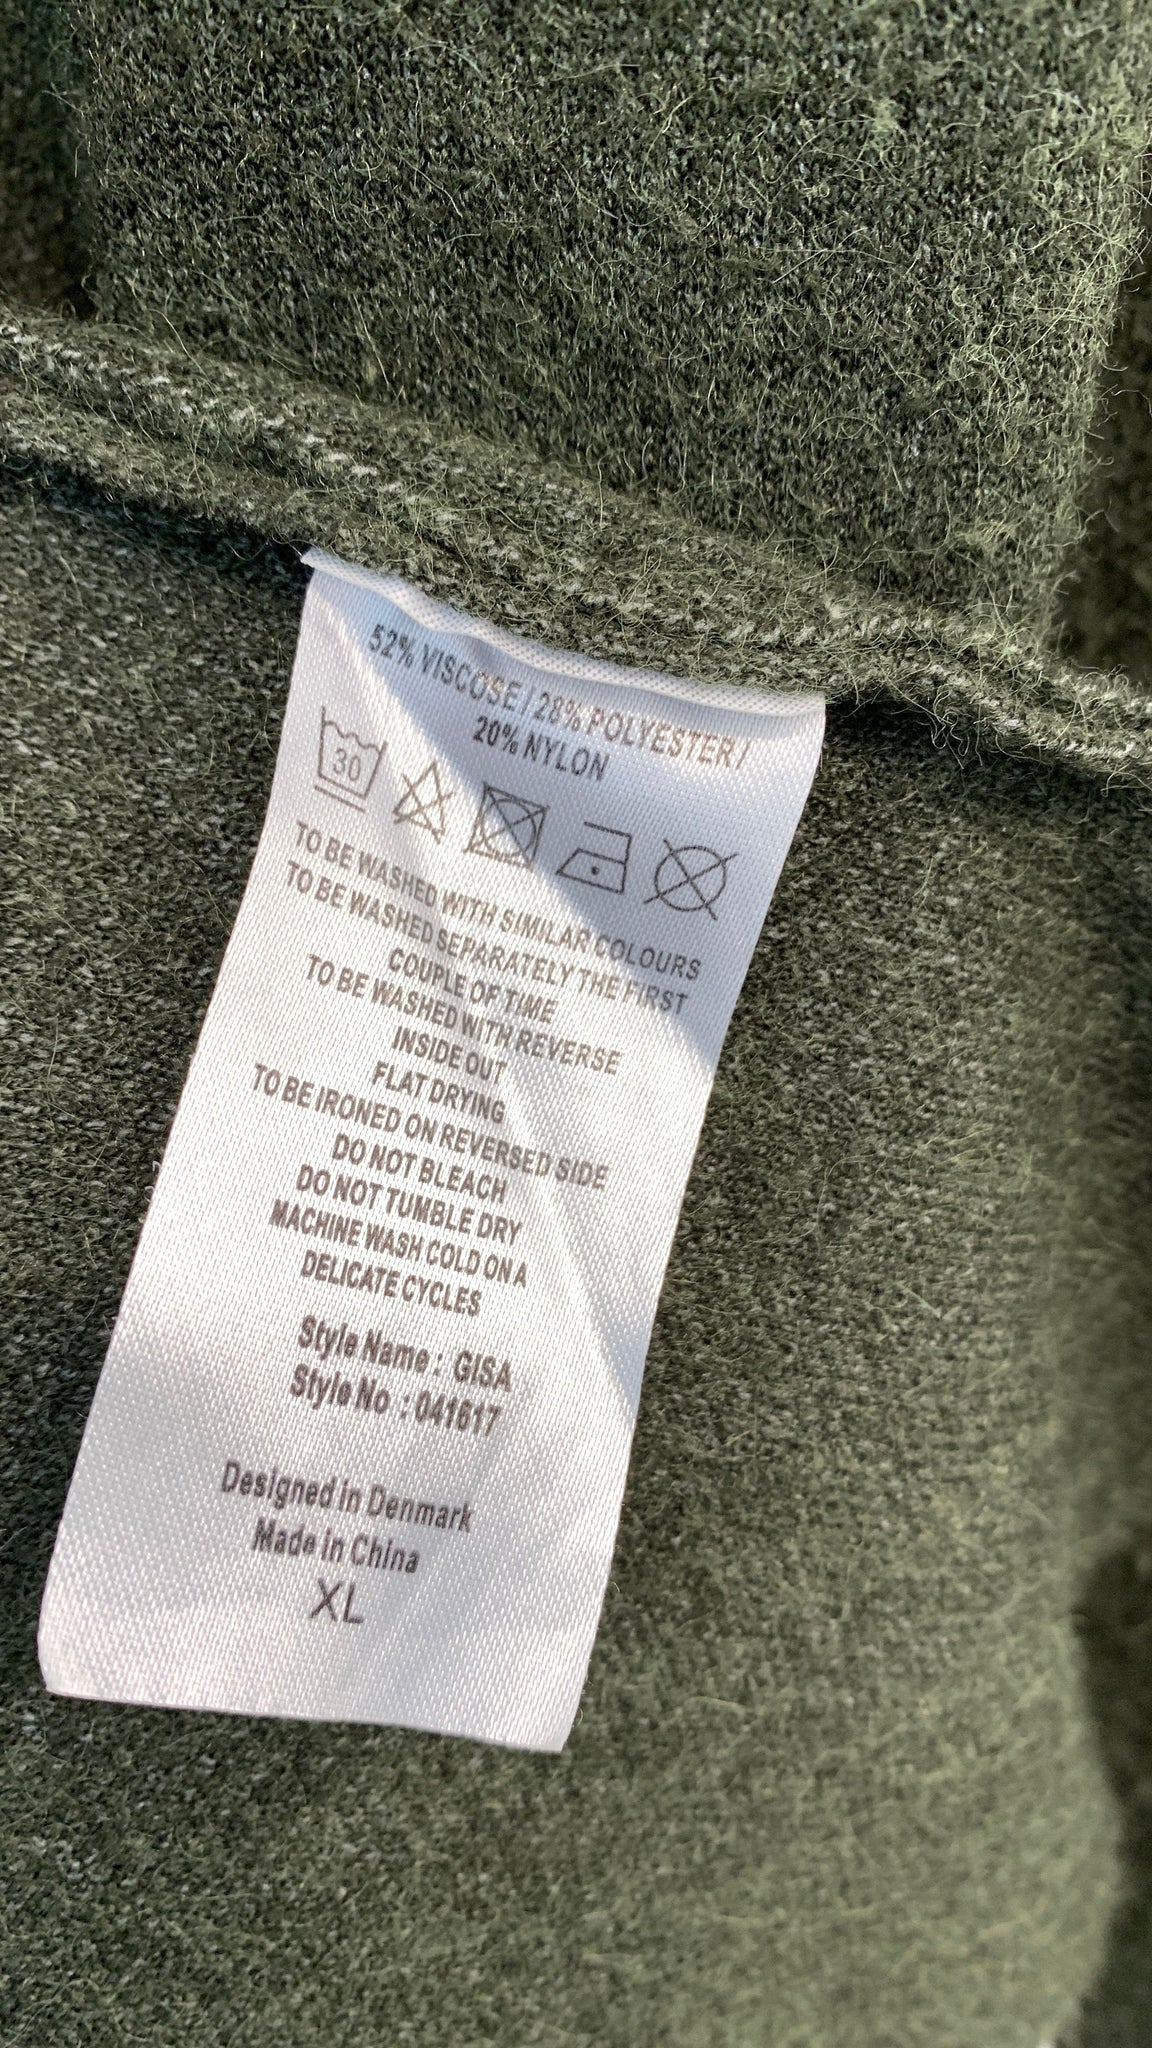 52% VISCOSE / 28% POLYESTER /
20% NYLON
30
TO BE WASHED WITH SIMILAR COLOURS
TO BE WASHED SEPARATELY THE FIRST
COUPLE OF TIME
TO BE WASHED WITH REVERSE
INSIDE OUT
FLAT DRYING
TO BE IRONED ON REVERSED SIDE
DO NOT BLEACH
DO NOT TUMBLE DRY
MACHINE WASH COLD ON A
DELICATE CYCLES
Style Name : GISA
Style No : 041617
Designed in Denmark
Made in China
XL